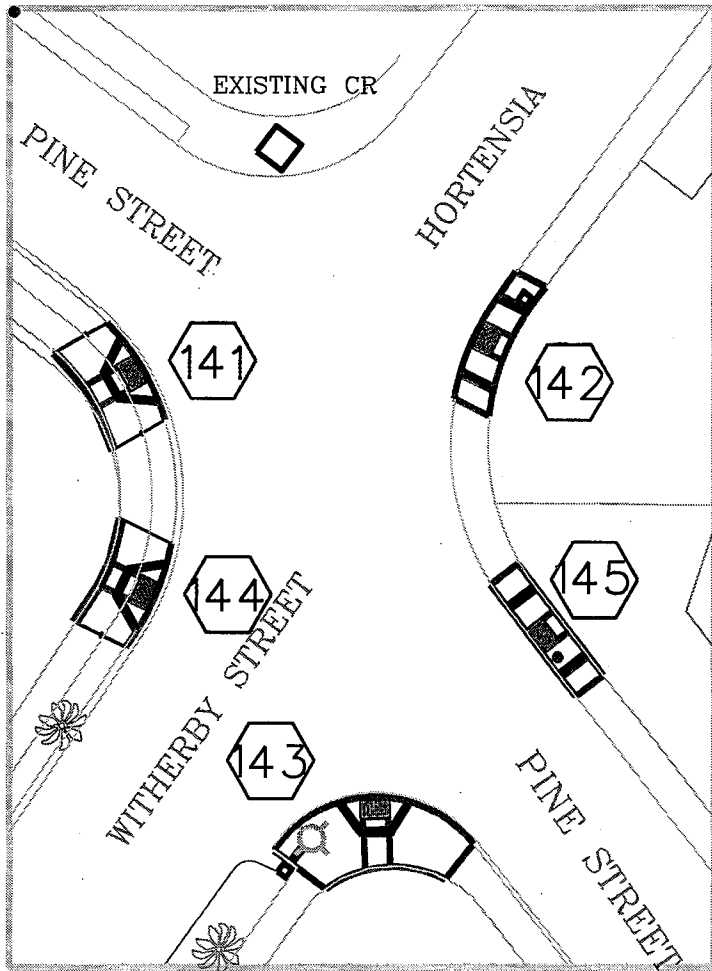 EXISTING CR
PINE STREET
HORTENSIA
141
142
144
145
WITHERBY STREET
143
PINE STREET